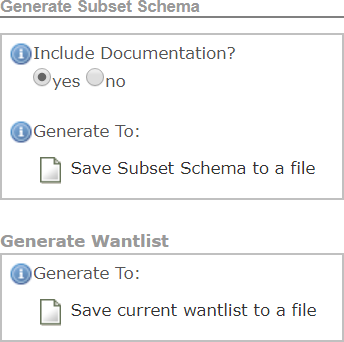 Generate Subset Schema
Include Documentation?
yes no
Generate To:
Save Subset Schema to a file
Generate Wantlist
Generate To:
Save current wantlist to a file